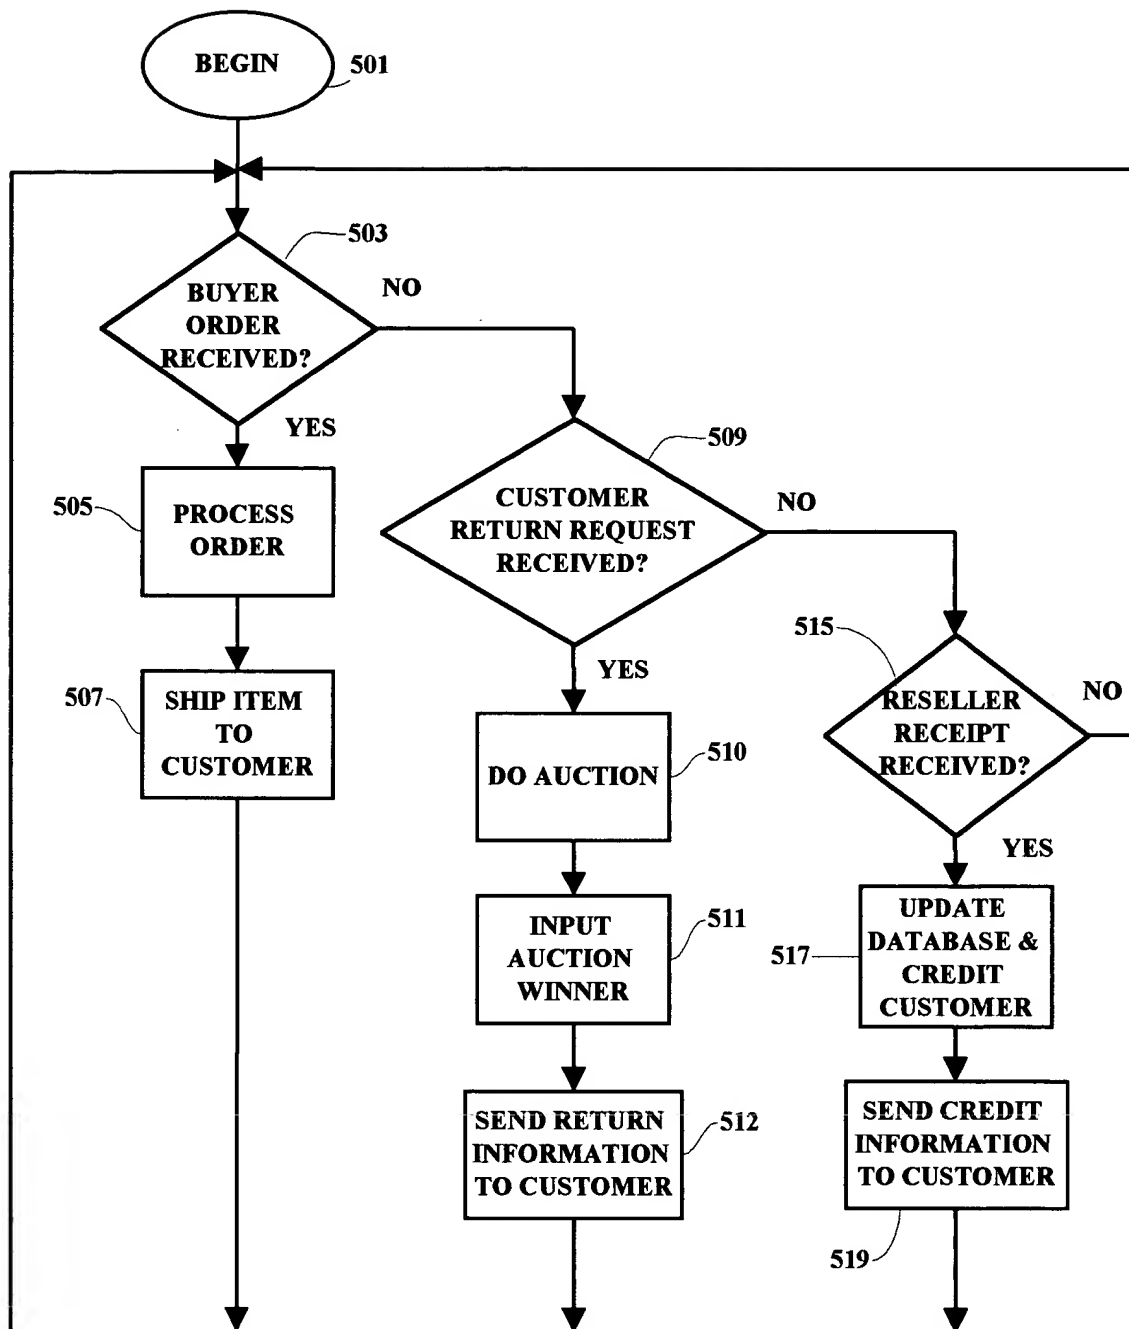 BEGIN
501
503
BUYER
ORDER
RECEIVED?
NO
YES
505
PROCESS
ORDER
507
SHIP ITEM
TO
CUSTOMER
509
CUSTOMER
RETURN REQUEST
RECEIVED?
NO
YES
510
DO AUCTION
511
INPUT
AUCTION
WINNER
512
SEND RETURN
INFORMATION
TO CUSTOMER
515
RESELLER
RECEIPT
RECEIVED?
NO
YES
517
UPDATE
DATABASE &
CREDIT
CUSTOMER
SEND CREDIT
INFORMATION
TO CUSTOMER
519